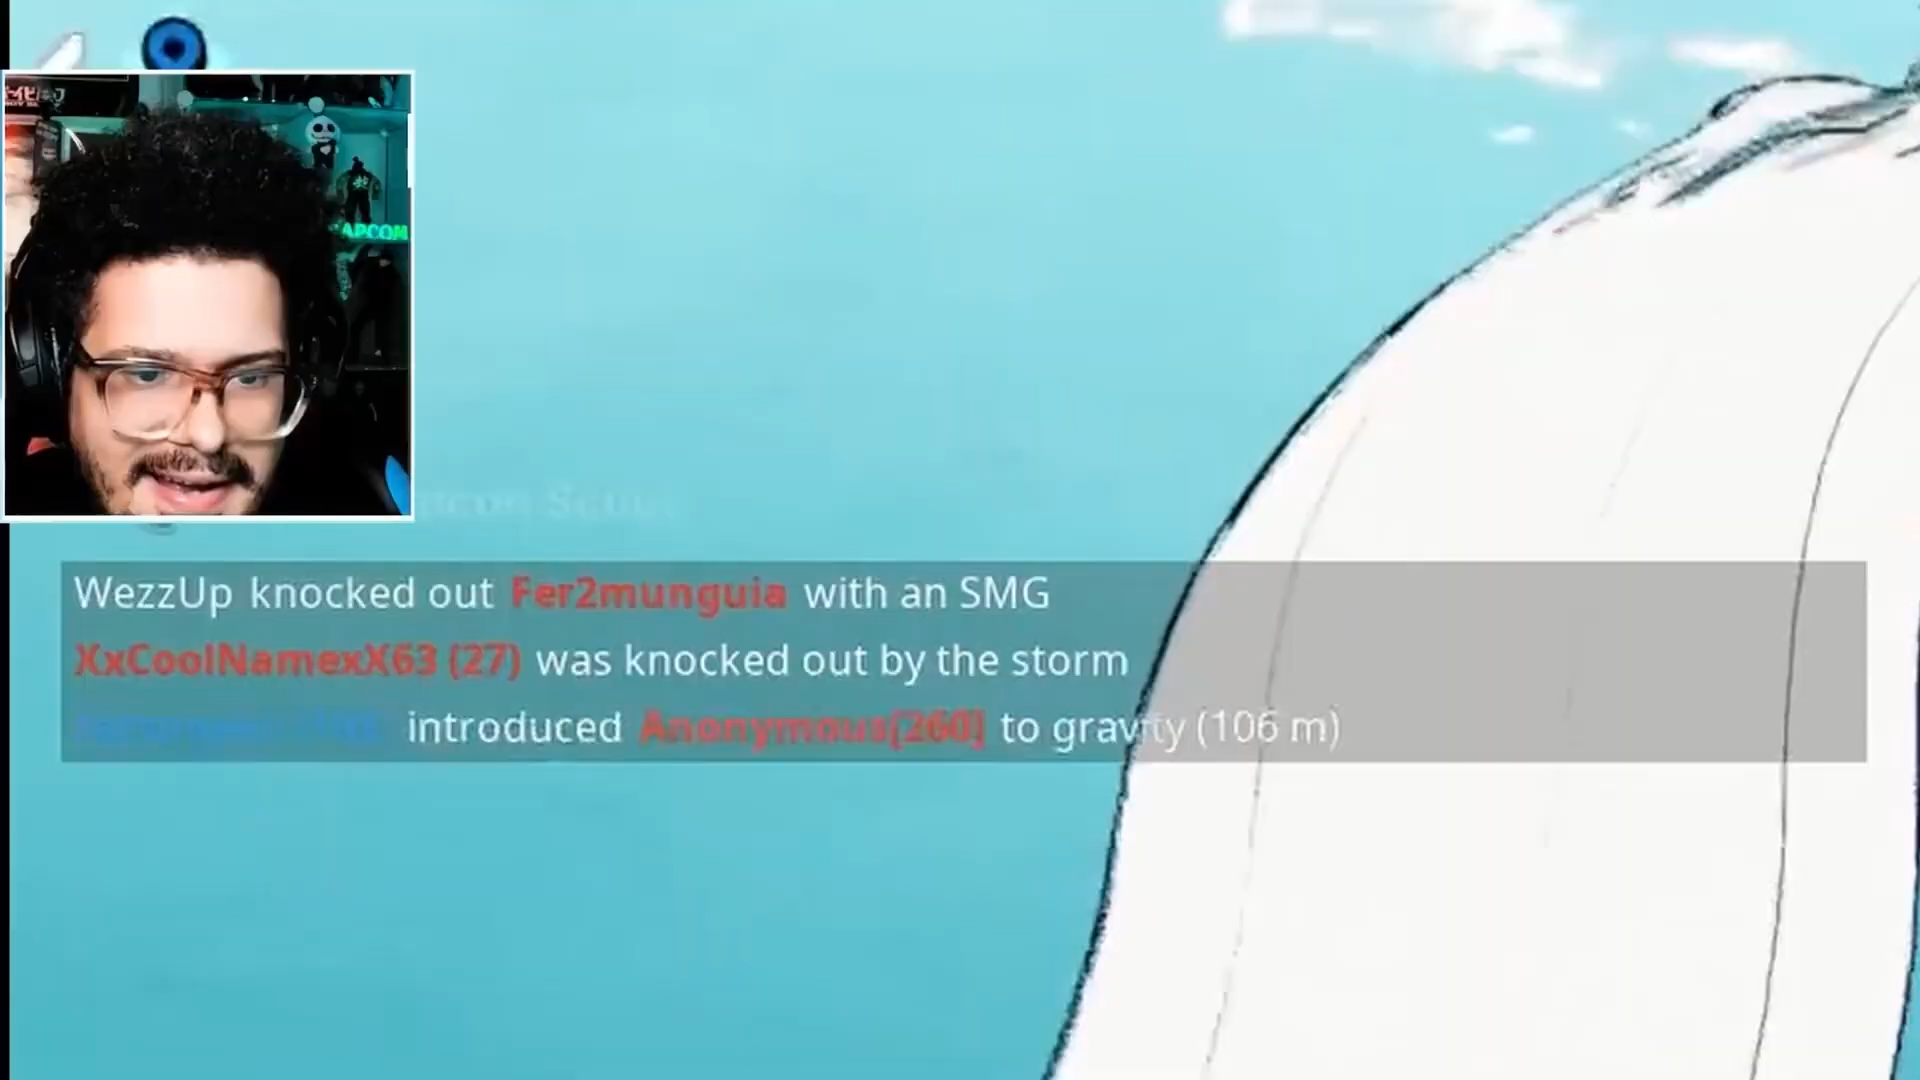 WezzUp knocked out Fer2munguia with an SMG
XxCoolNamexX63 (27) was knocked out by the storm
introduced Anonymous[260] to gravity (106 m)